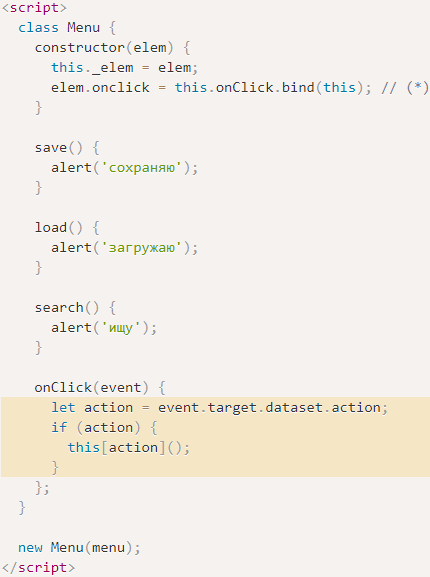 <script>
class Menu {
constructor(elem) {
this._elem = elem;
elem.onclick = this.onClick.bind(this); // (*)
}
save() {
alert('сохраняю');
}
load() {
alert('загружаю');
}
search() {
alert('ищу');
}
onClick(event) {
let action = event.target.dataset.action;
if (action) {
this[action]();
}
};
}
new Menu(menu);
</script>